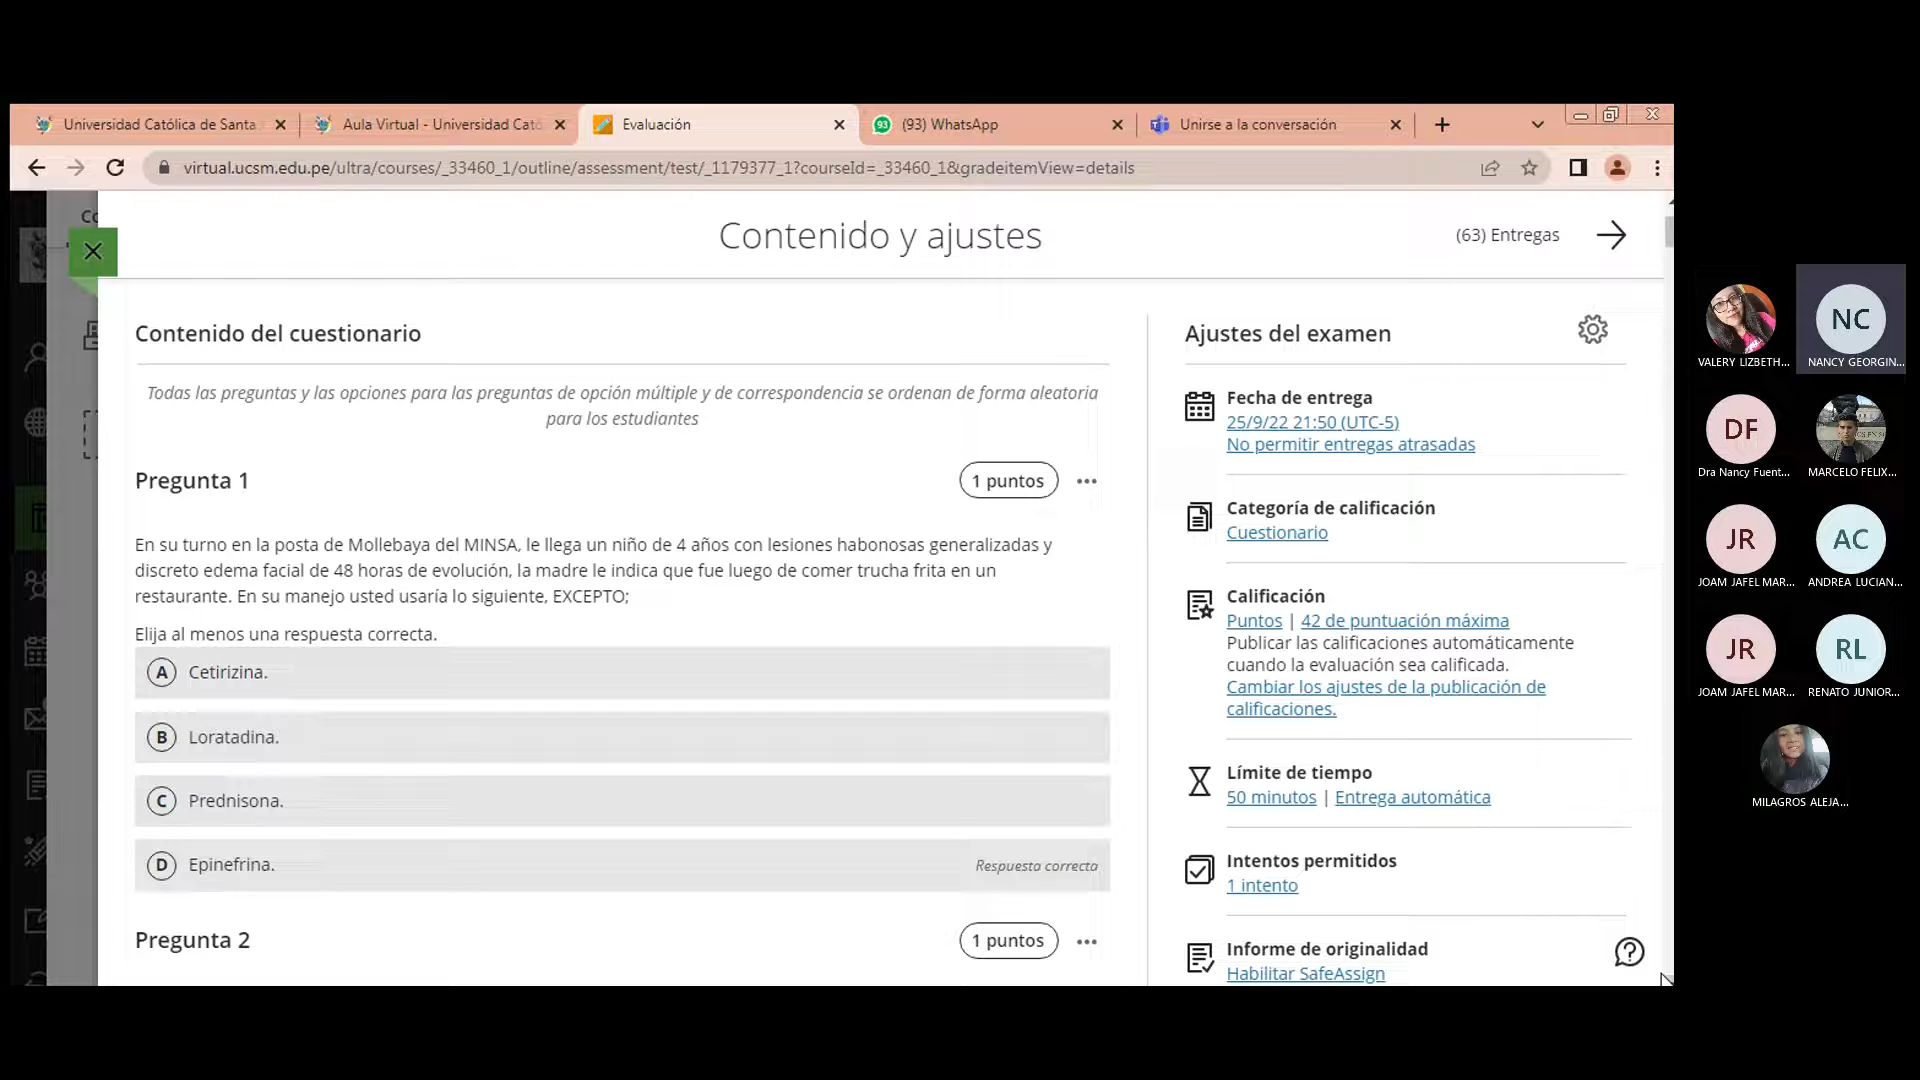 Universidad Católica de Santa
Aula Virtual - Universidad Cató
Evaluación
93
(93) WhatsApp
Unirse a la conversación
virtual.ucsm.edu.pe/ultra/courses/_33460_1/outline/assessment/test/_1179377_1?courseId=_33460_1&gradeitemView=details
Co
Contenido y ajustes
(63) Entregas
Contenido del cuestionario
Todas las preguntas y las opciones para las preguntas de opción múltiple y de correspondencia se ordenan de forma aleatoria
para los estudiantes
Pregunta 1
1 puntos
En su turno en la posta de Mollebaya del MINSA, le llega un niño de 4 años con lesiones habonosas generalizadas y
discreto edema facial de 48 horas de evolución, la madre le indica que fue luego de comer trucha frita en un
restaurante. En su manejo usted usaría lo siguiente, EXCEPTO;
Elija al menos una respuesta correcta.
A Cetirizina.
B Loratadina.
C Prednisona.
D Epinefrina.
Respuesta correcta
Pregunta 2
1 puntos
Ajustes del examen
Fecha de entrega
25/9/22 21:50 (UTC-5)
No permitir entregas atrasadas
Categoría de calificación
Cuestionario
Calificación
Puntos | 42 de puntuación máxima
Publicar las calificaciones automáticamente
cuando la evaluación sea calificada.
Cambiar los ajustes de la publicación de
calificaciones.
Límite de tiempo
50 minutos | Entrega automática
Intentos permitidos
1 intento
Informe de originalidad
Habilitar SafeAssign
VALERY LIZBETH...
NC
NANCY GEORGIN...
DF
Dra Nancy Fuent...
MARCELO FELIX...
JR
JOAM JAFEL MAR...
AC
ANDREA LUCIAN...
JR
JOAM JAFEL MAR...
RL
RENATO JUNIOR...
MILAGROS ALEJA...